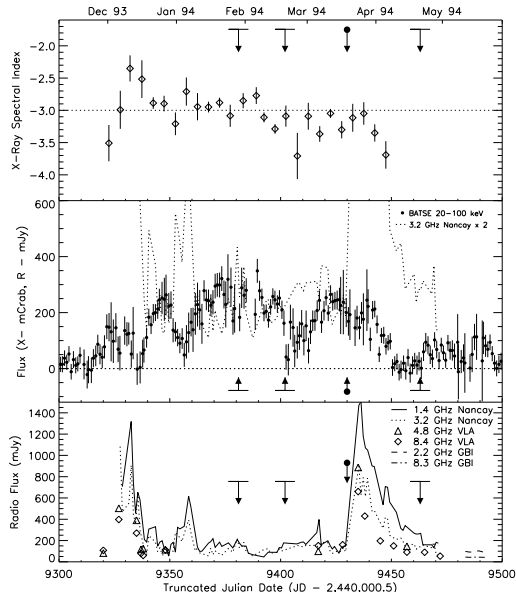 Dec 93 Jan 94 Feb 94 Mar 94 Apr 94 May 94
X-Ray Spectral Index
-2.0
-2.5
-3.0
-3.5
-4.0
Flux (X- mCrab, R - mJy)
600
400
200
0
BATSE 20-100 keV
3.2 GHz Nancay x 2
Radio Flux (mJy)
1400
1200
1000
800
600
400
200
0
1.4 GHz Nancay
3.2 GHz Nancay
4.8 GHz VLA
8.4 GHz VLA
2.2 GHz GBI
8.3 GHz GBI
9300 9350 9400 9450 9500
Truncated Julian Date (JD - 2,440,000.5)